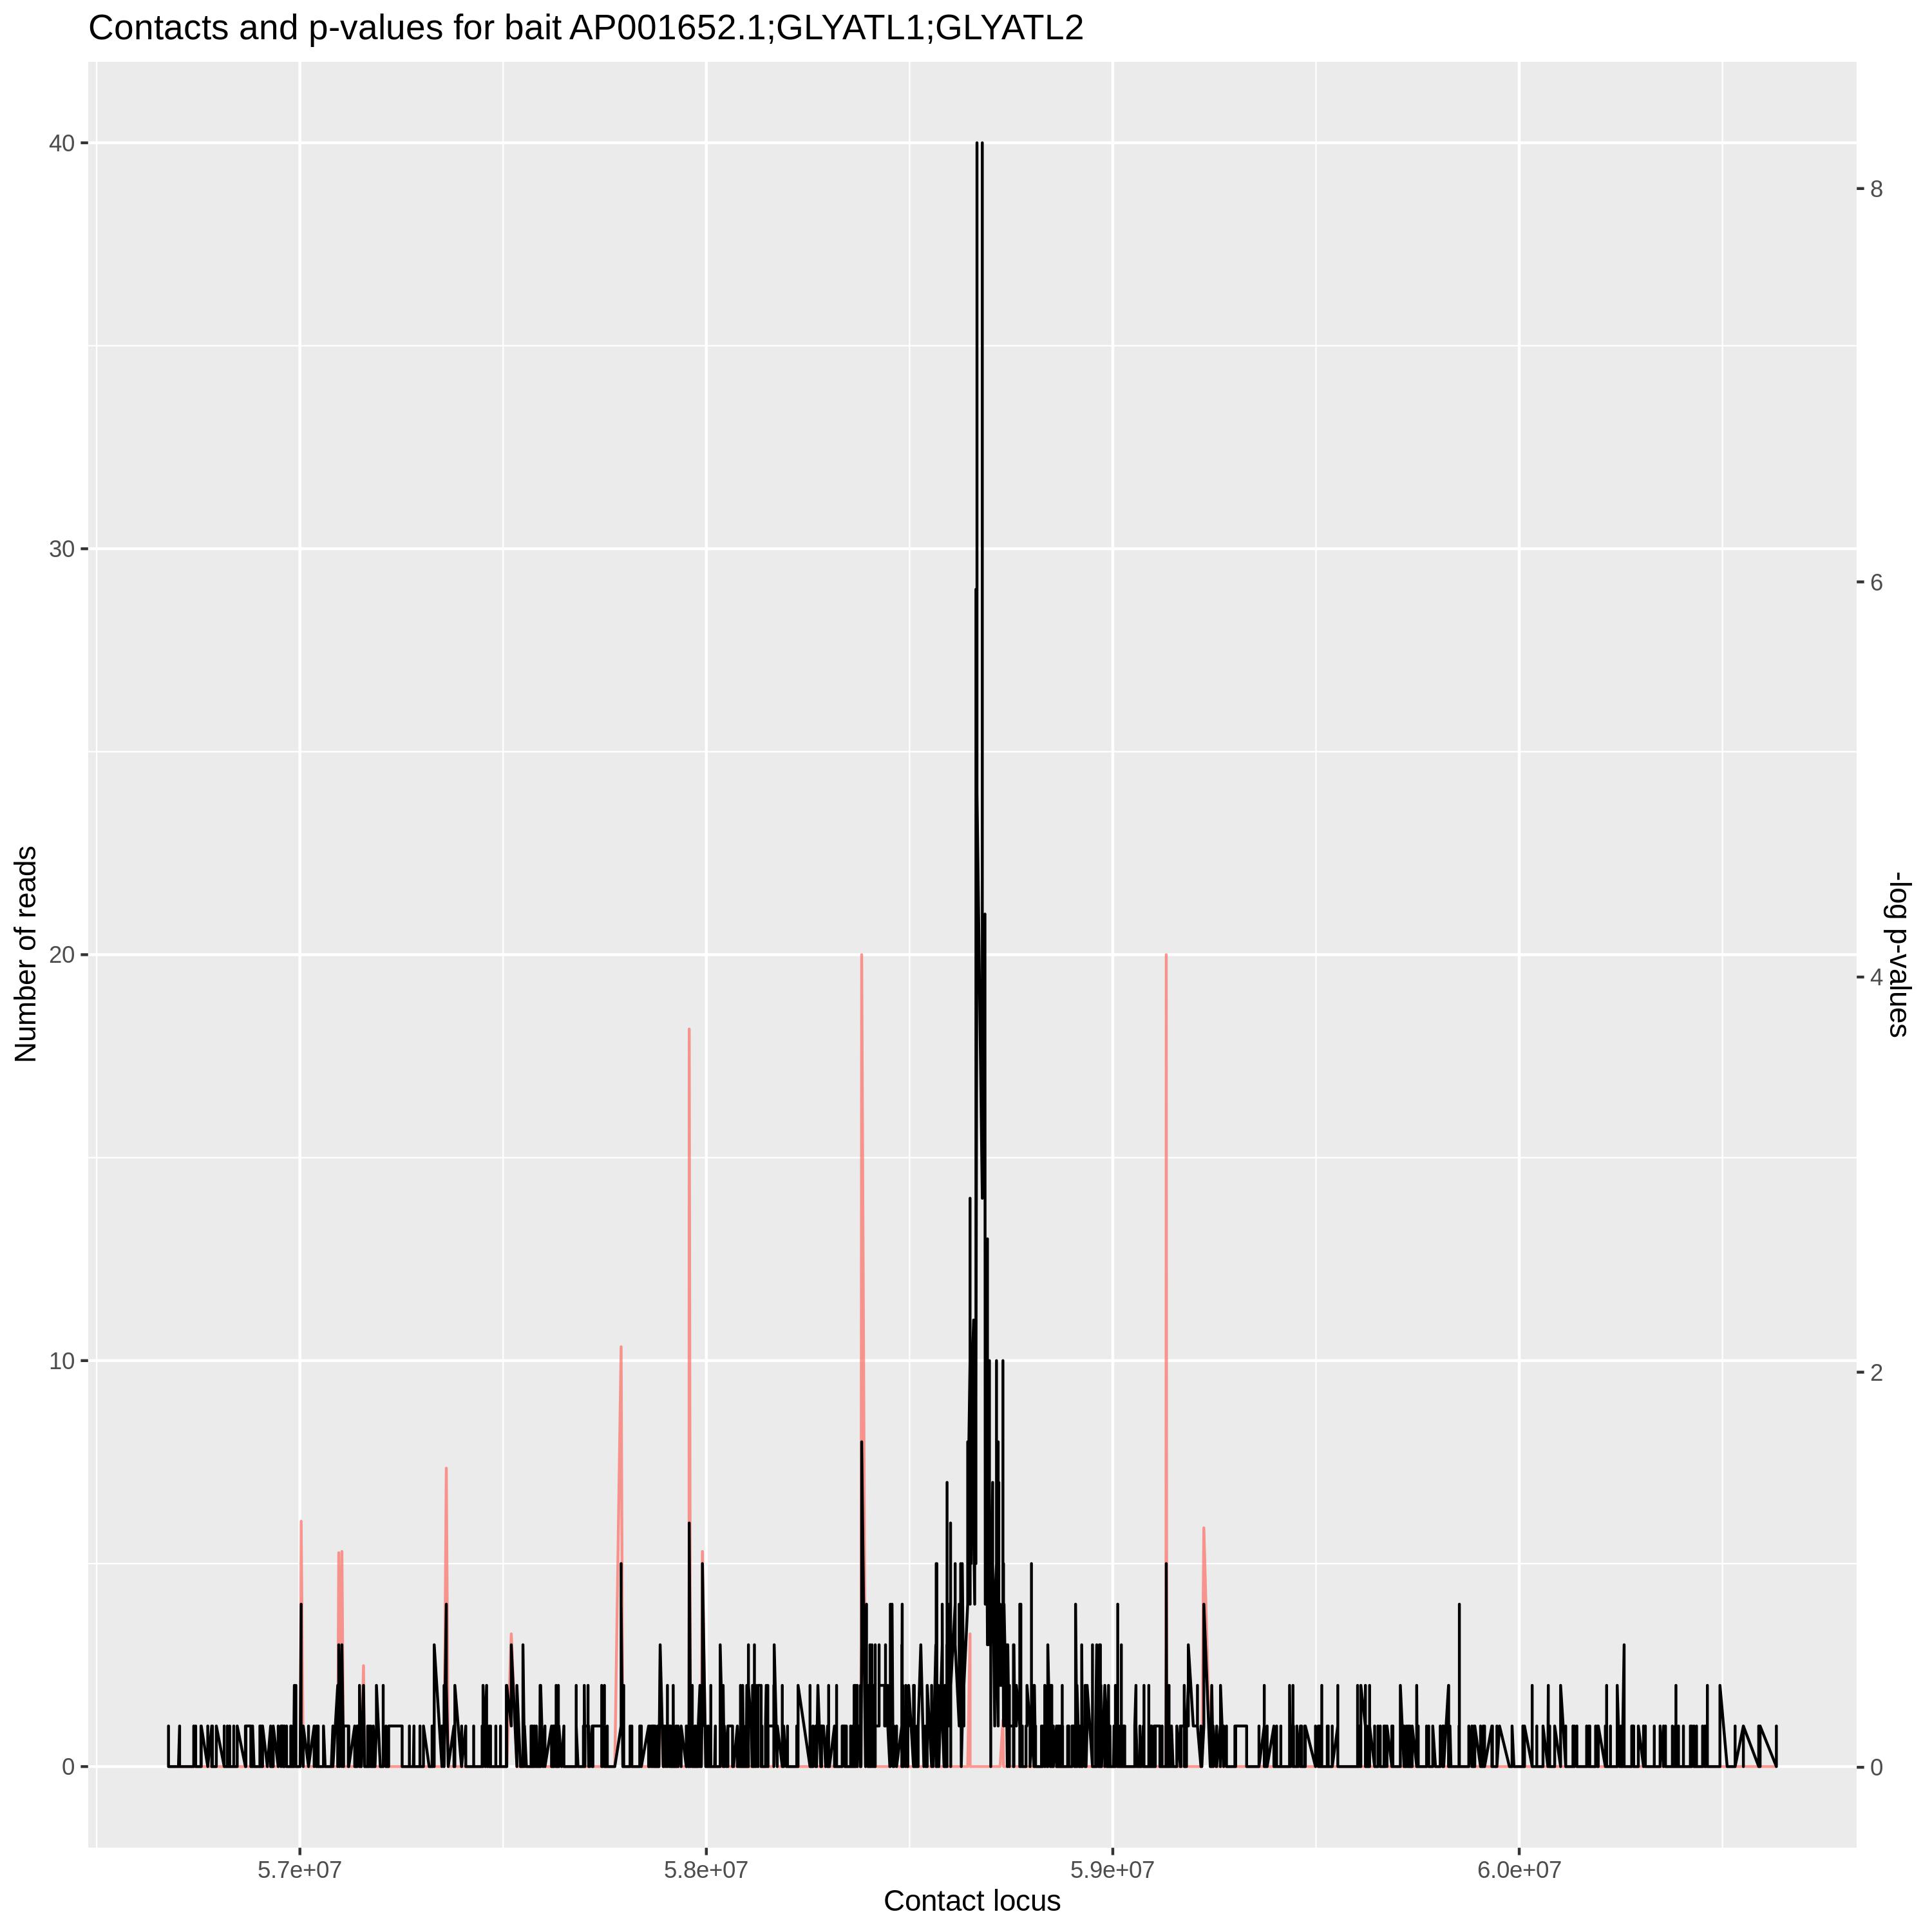 Contacts and p-values for bait AP001652.1;GLYATL1;GLYATL2
40
30
20
10
0
Number of reads
8
6
4
2
0
-log p-values
5.7e+07
5.8e+07
5.9e+07
6.0e+07
Contact locus